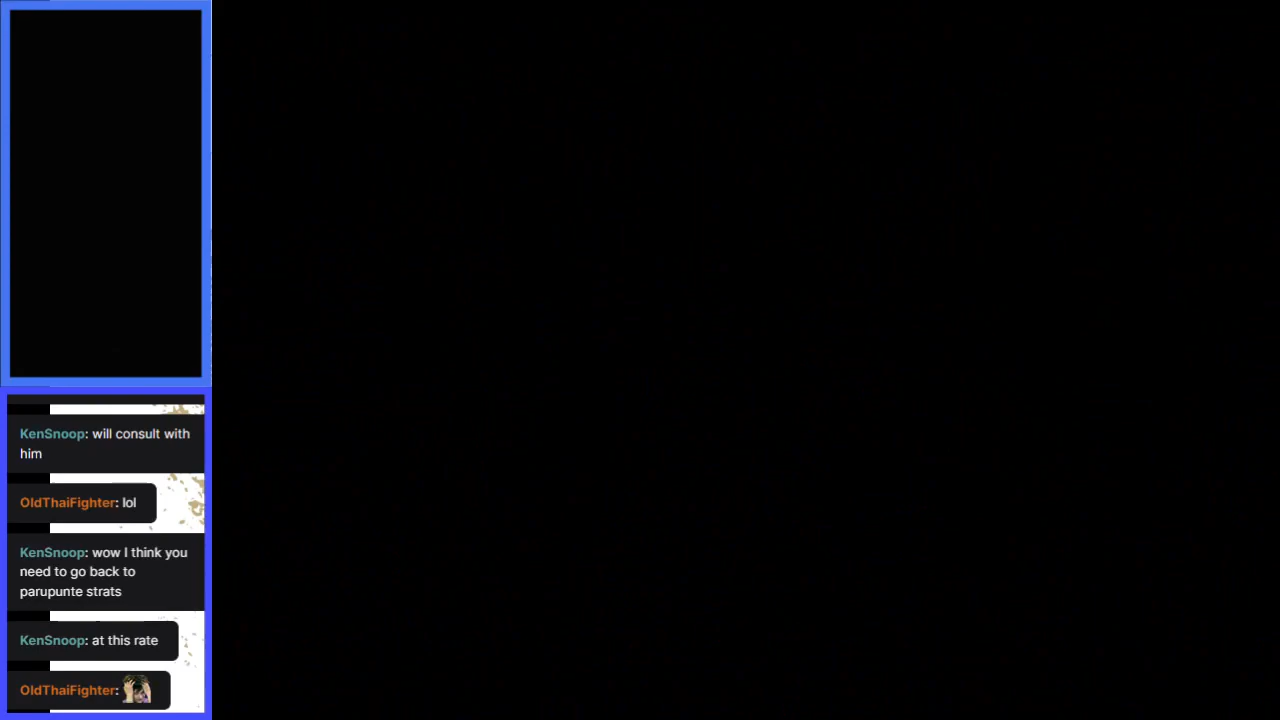 KenSnoop: will consult with
him
OldThaiFighter: lol
KenSnoop: wow I think you
need to go back to
parupunte strats
KenSnoop: at this rate
OldThaiFighter: